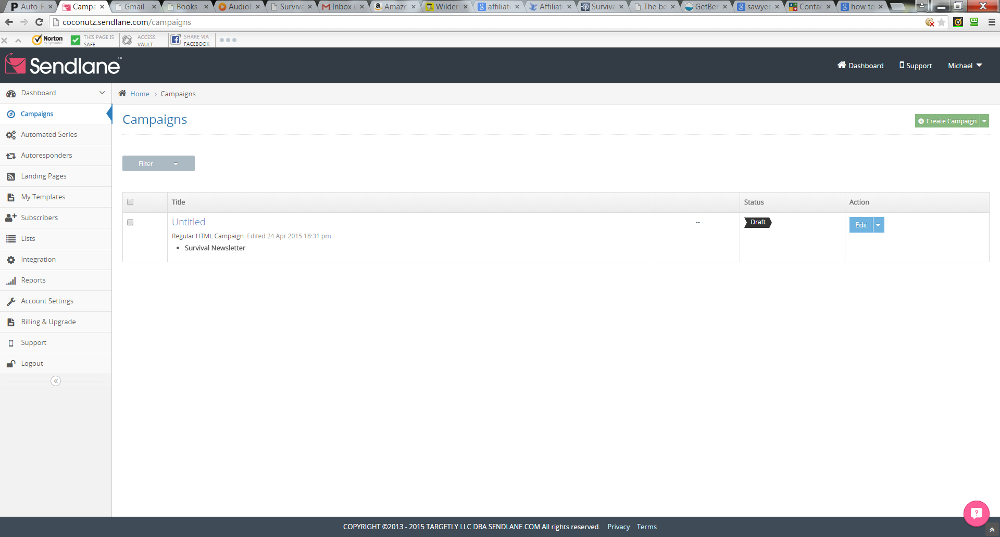 Auto-R
Campa
Gmail
Books
Audiol
Surviva
Inbox (
Amazo
Wilder
affiliat
Affiliat
Surviva
The be
GetBer
sawyer
Contac
how to
coconutz.sendlane.com/campaigns
Norton
by Symantec
THIS PAGE IS
SAFE
ACCESS
VAULT
SHARE VIA
FACEBOOK
Sendlane™
Dashboard
Support
Michael
Dashboard
Campaigns
Automated Series
Autoresponders
Landing Pages
My Templates
Subscribers
Lists
Integration
Reports
Account Settings
Billing & Upgrade
Support
Logout
Home > Campaigns
Campaigns
Create Campaign
Filter
Title Status Action
Untitled -- Draft Edit
Regular HTML Campaign. Edited 24 Apr 2015 18:31 pm.
• Survival Newsletter
COPYRIGHT ©2013 - 2015 TARGETLY LLC DBA SENDLANE.COM All rights reserved. Privacy Terms